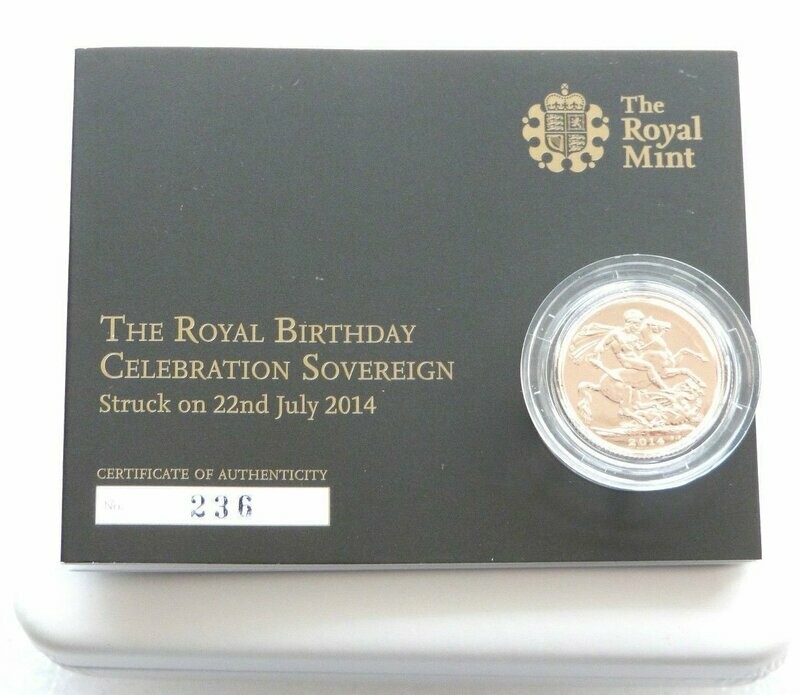 The
Royal
Mint
THE ROYAL BIRTHDAY
CELEBRATION SOVEREIGN
Struck on 22nd July 2014
CERTIFICATE OF AUTHENTICITY
No. 236
2014